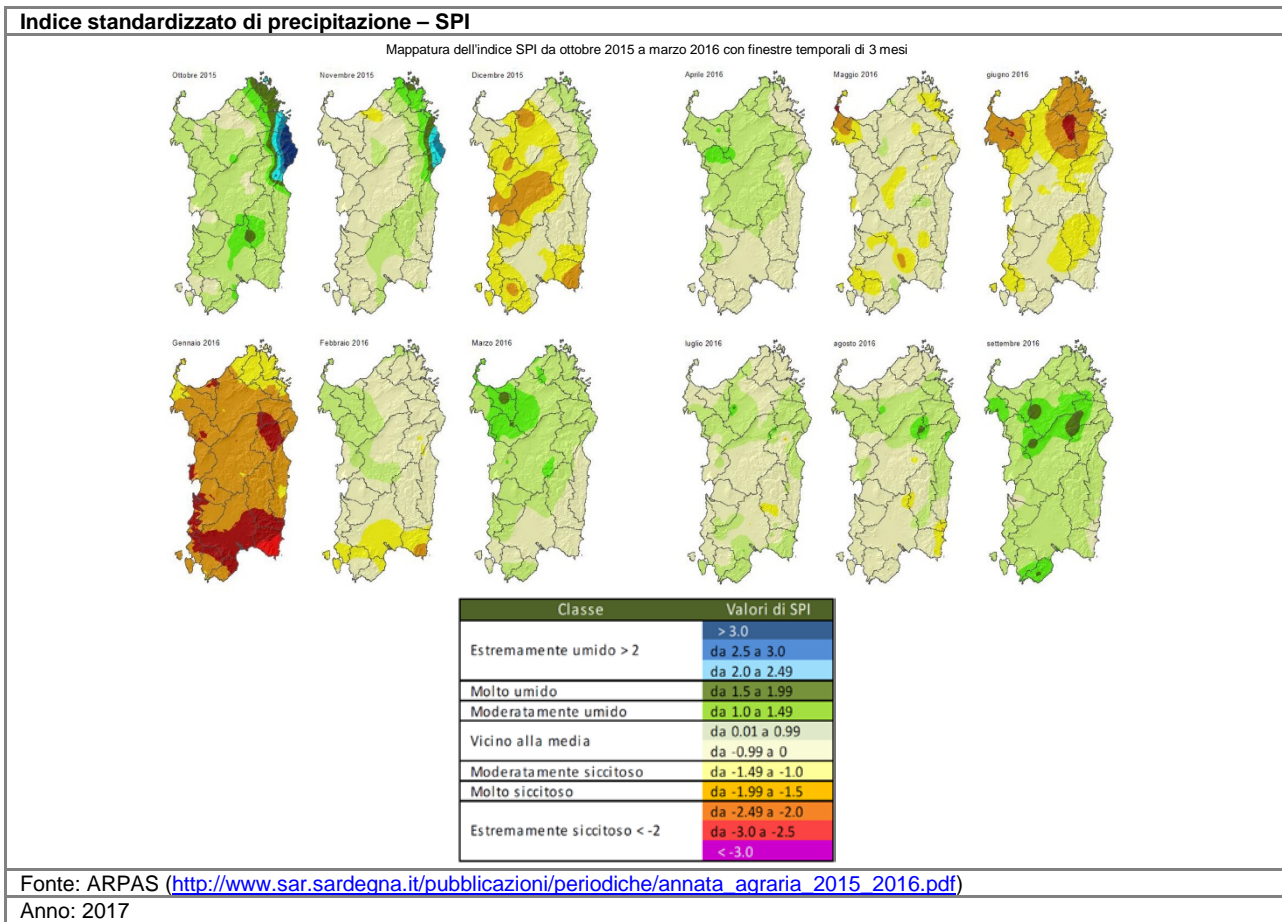 Indice standardizzato di precipitazione – SPI
Mappatura dell'indice SPI da ottobre 2015 a marzo 2016 con finestre temporali di 3 mesi
Ottobre 2015
Novembre 2015
Dicembre 2015
Aprile 2016
Maggio 2016
giugno 2016
Gennaio 2016
Febbraio 2016
Marzo 2016
luglio 2016
agosto 2016
settembre 2016
Classe Valori di SPI
> 3.0
Estremamente umido > 2 da 2.5 a 3.0
da 2.0 a 2.49
Molto umido da 1.5 a 1.99
Moderatamente umido da 1.0 a 1.49
Vicino alla media da 0.01 a 0.99
da -0.99 a 0
Moderatamente siccitoso da -1.49 a -1.0
Molto siccitoso da -1.99 a -1.5
da -2.49 a -2.0
Estremamente siccitoso < -2 da -3.0 a -2.5
< -3.0
Fonte: ARPAS (http://www.sar.sardegna.it/pubblicazioni/periodiche/annata_agraria_2015_2016.pdf)
Anno: 2017